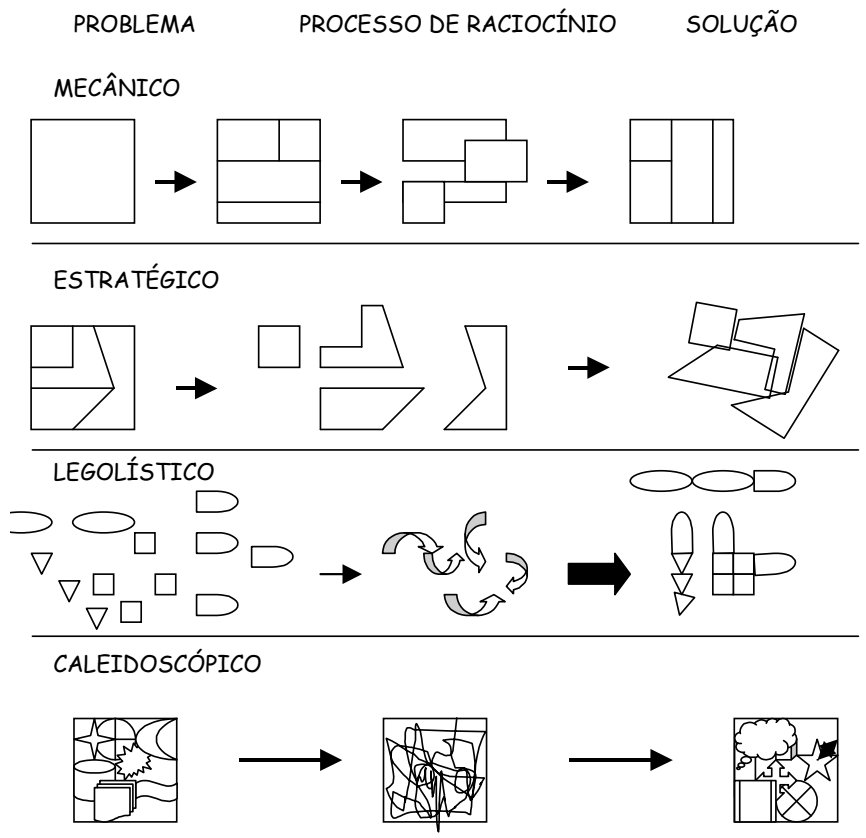 PROBLEMA PROCESSO DE RACIOCÍNIO SOLUÇÃO
MECÂNICO
ESTRATÉGICO
LEGOLÍSTICO
CALEIDOSCÓPICO